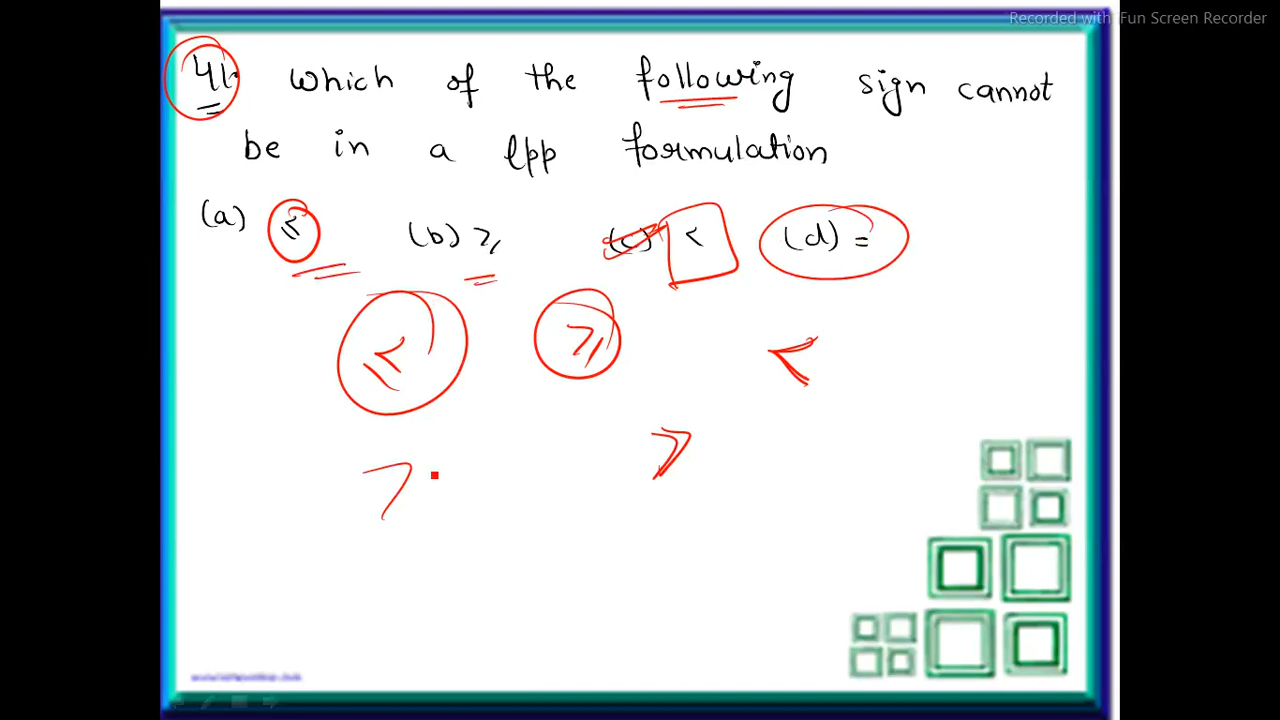 Recorded with Fun Screen Recorder
41. Which of the following sign cannot
be in a lpp formulation
(a) ≤ (b) ≥ (c) < (d) =
≤ ≥ <
> >